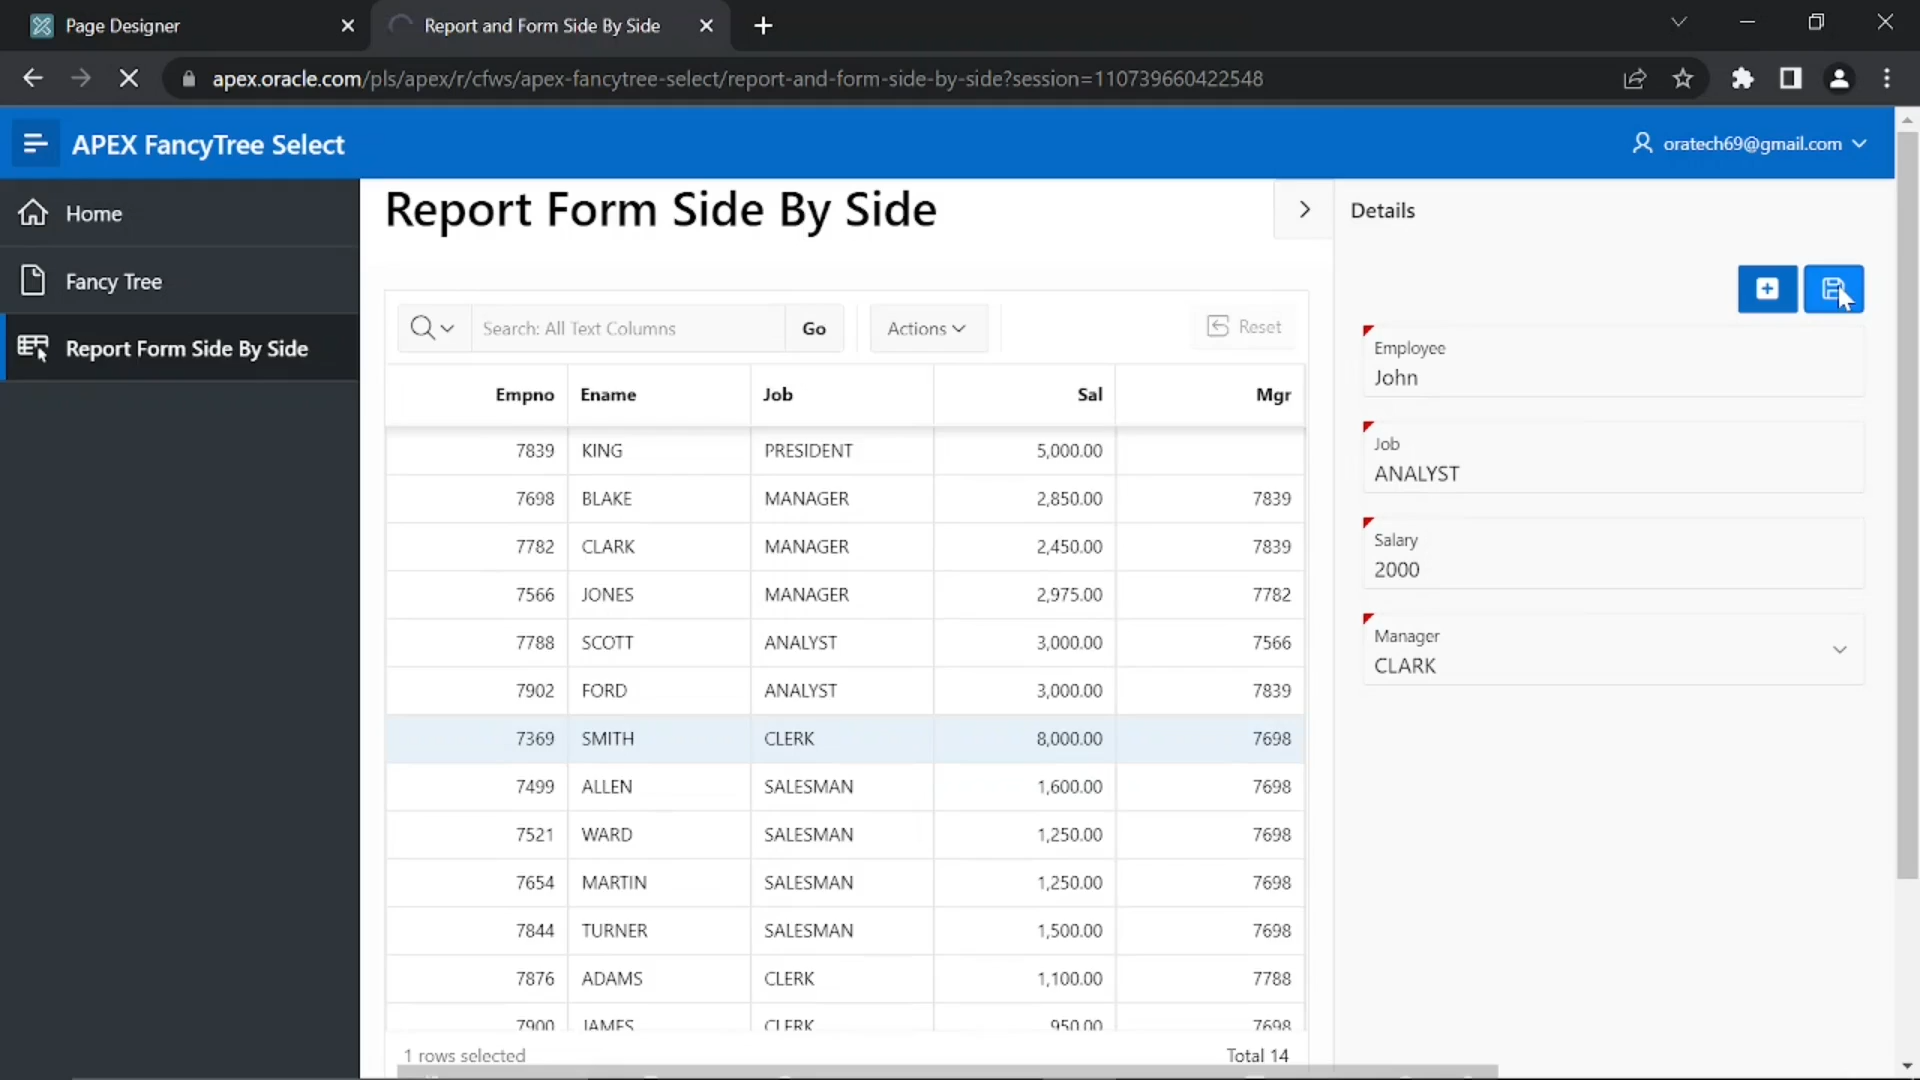 Page Designer
Report and Form Side By Side
apex.oracle.com/pls/apex/r/cfws/apex-fancytree-select/report-and-form-side-by-side?session=110739660422548
APEX FancyTree Select
oratech69@gmail.com
Home
Fancy Tree
Report Form Side By Side
Report Form Side By Side
Search: All Text Columns
Go
Actions
Reset
Empno Ename Job Sal Mgr
7839 KING PRESIDENT 5,000.00
7698 BLAKE MANAGER 2,850.00 7839
7782 CLARK MANAGER 2,450.00 7839
7566 JONES MANAGER 2,975.00 7782
7788 SCOTT ANALYST 3,000.00 7566
7902 FORD ANALYST 3,000.00 7839
7369 SMITH CLERK 8,000.00 7698
7499 ALLEN SALESMAN 1,600.00 7698
7521 WARD SALESMAN 1,250.00 7698
7654 MARTIN SALESMAN 1,250.00 7698
7844 TURNER SALESMAN 1,500.00 7698
7876 ADAMS CLERK 1,100.00 7788
7900 JAMES CLERK 950.00 7698
1 rows selected
Total 14
Details
Employee
John
Job
ANALYST
Salary
2000
Manager
CLARK